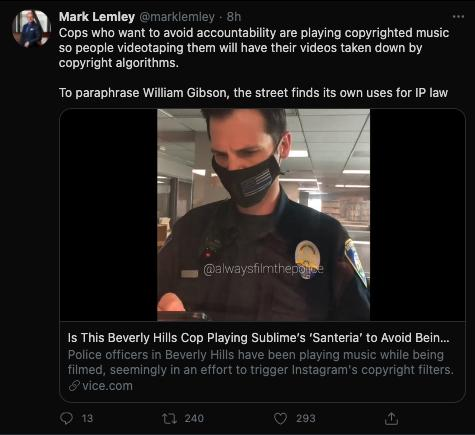 Mark Lemley @marklemley · 8h
Cops who want to avoid accountability are playing copyrighted music
so people videotaping them will have their videos taken down by
copyright algorithms.
To paraphrase William Gibson, the street finds its own uses for IP law
@alwaysfilmthepolice
Is This Beverly Hills Cop Playing Sublime's 'Santeria' to Avoid Bein...
Police officers in Beverly Hills have been playing music while being
filmed, seemingly in an effort to trigger Instagram's copyright filters.
vice.com
13 240 293